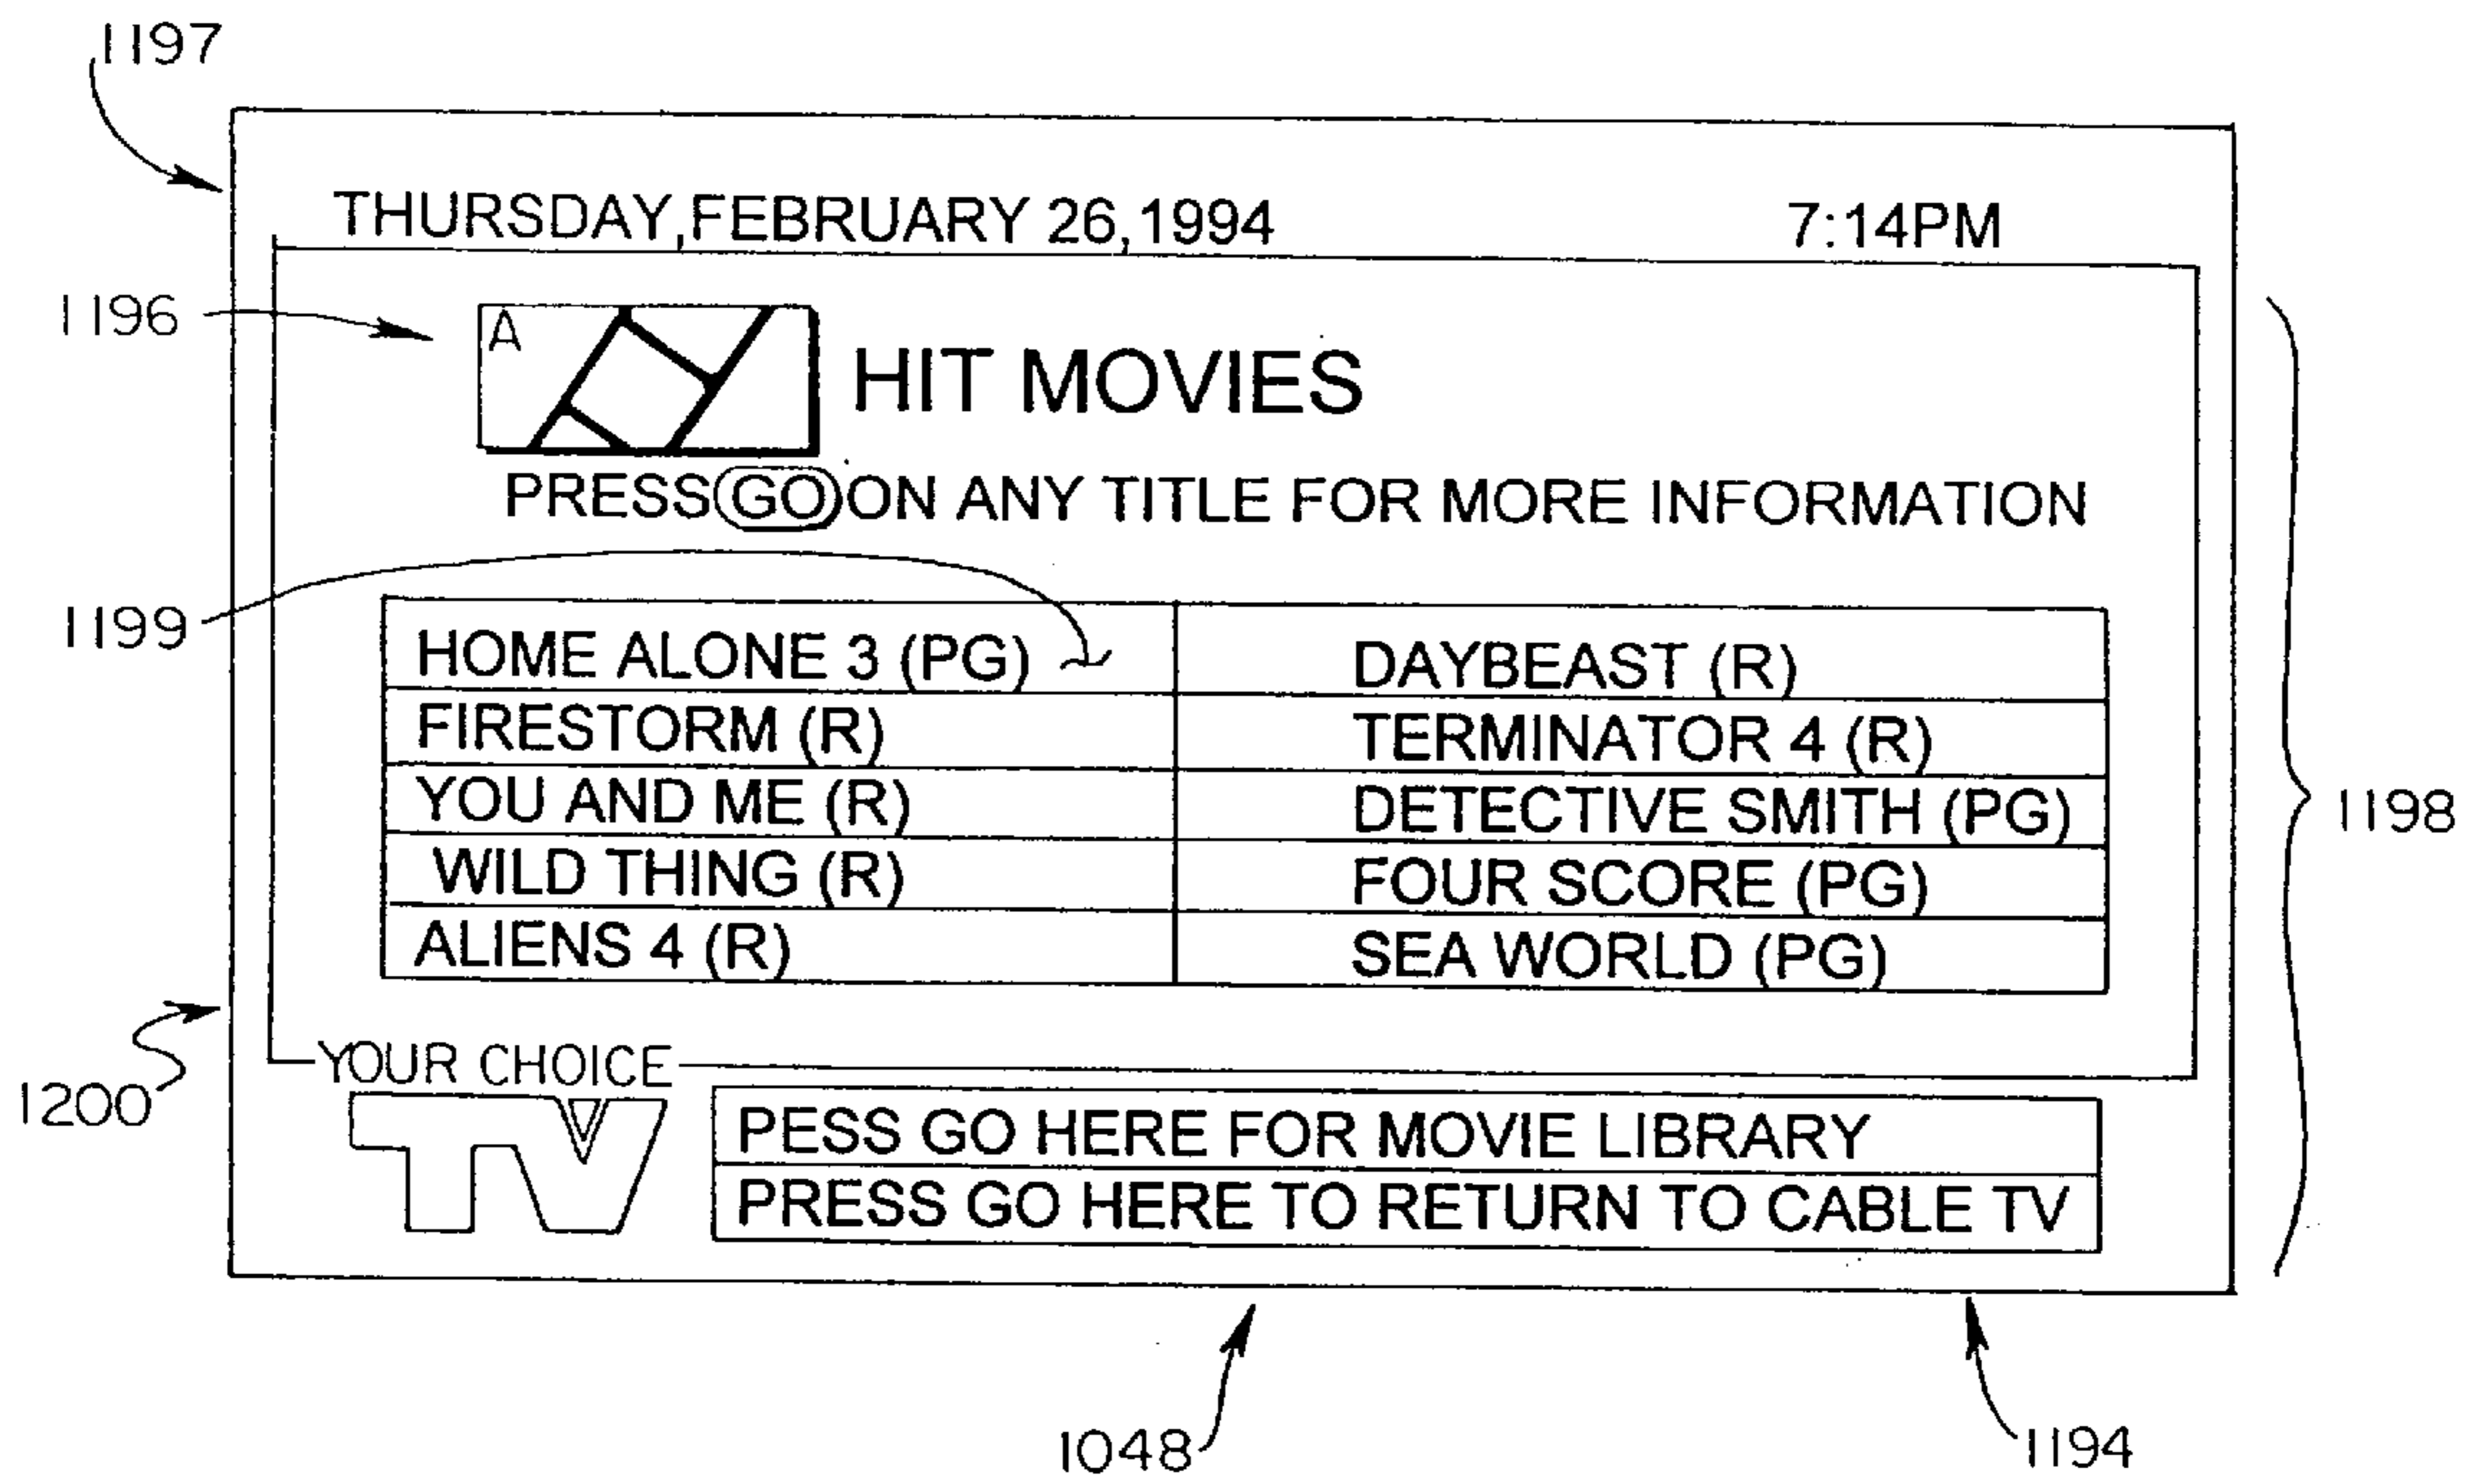 1197
THURSDAY,FEBRUARY 26,1994 7:14PM
1196
A
HIT MOVIES
PRESS GO ON ANY TITLE FOR MORE INFORMATION
1199
HOME ALONE 3 (PG) DAYBEAST (R)
FIRESTORM (R) TERMINATOR 4 (R)
YOU AND ME (R) DETECTIVE SMITH (PG)
1198
WILD THING (R) FOUR SCORE (PG)
ALIENS 4 (R) SEA WORLD (PG)
1200
YOUR CHOICE
TV
PESS GO HERE FOR MOVIE LIBRARY
PRESS GO HERE TO RETURN TO CABLE TV
1048
1194